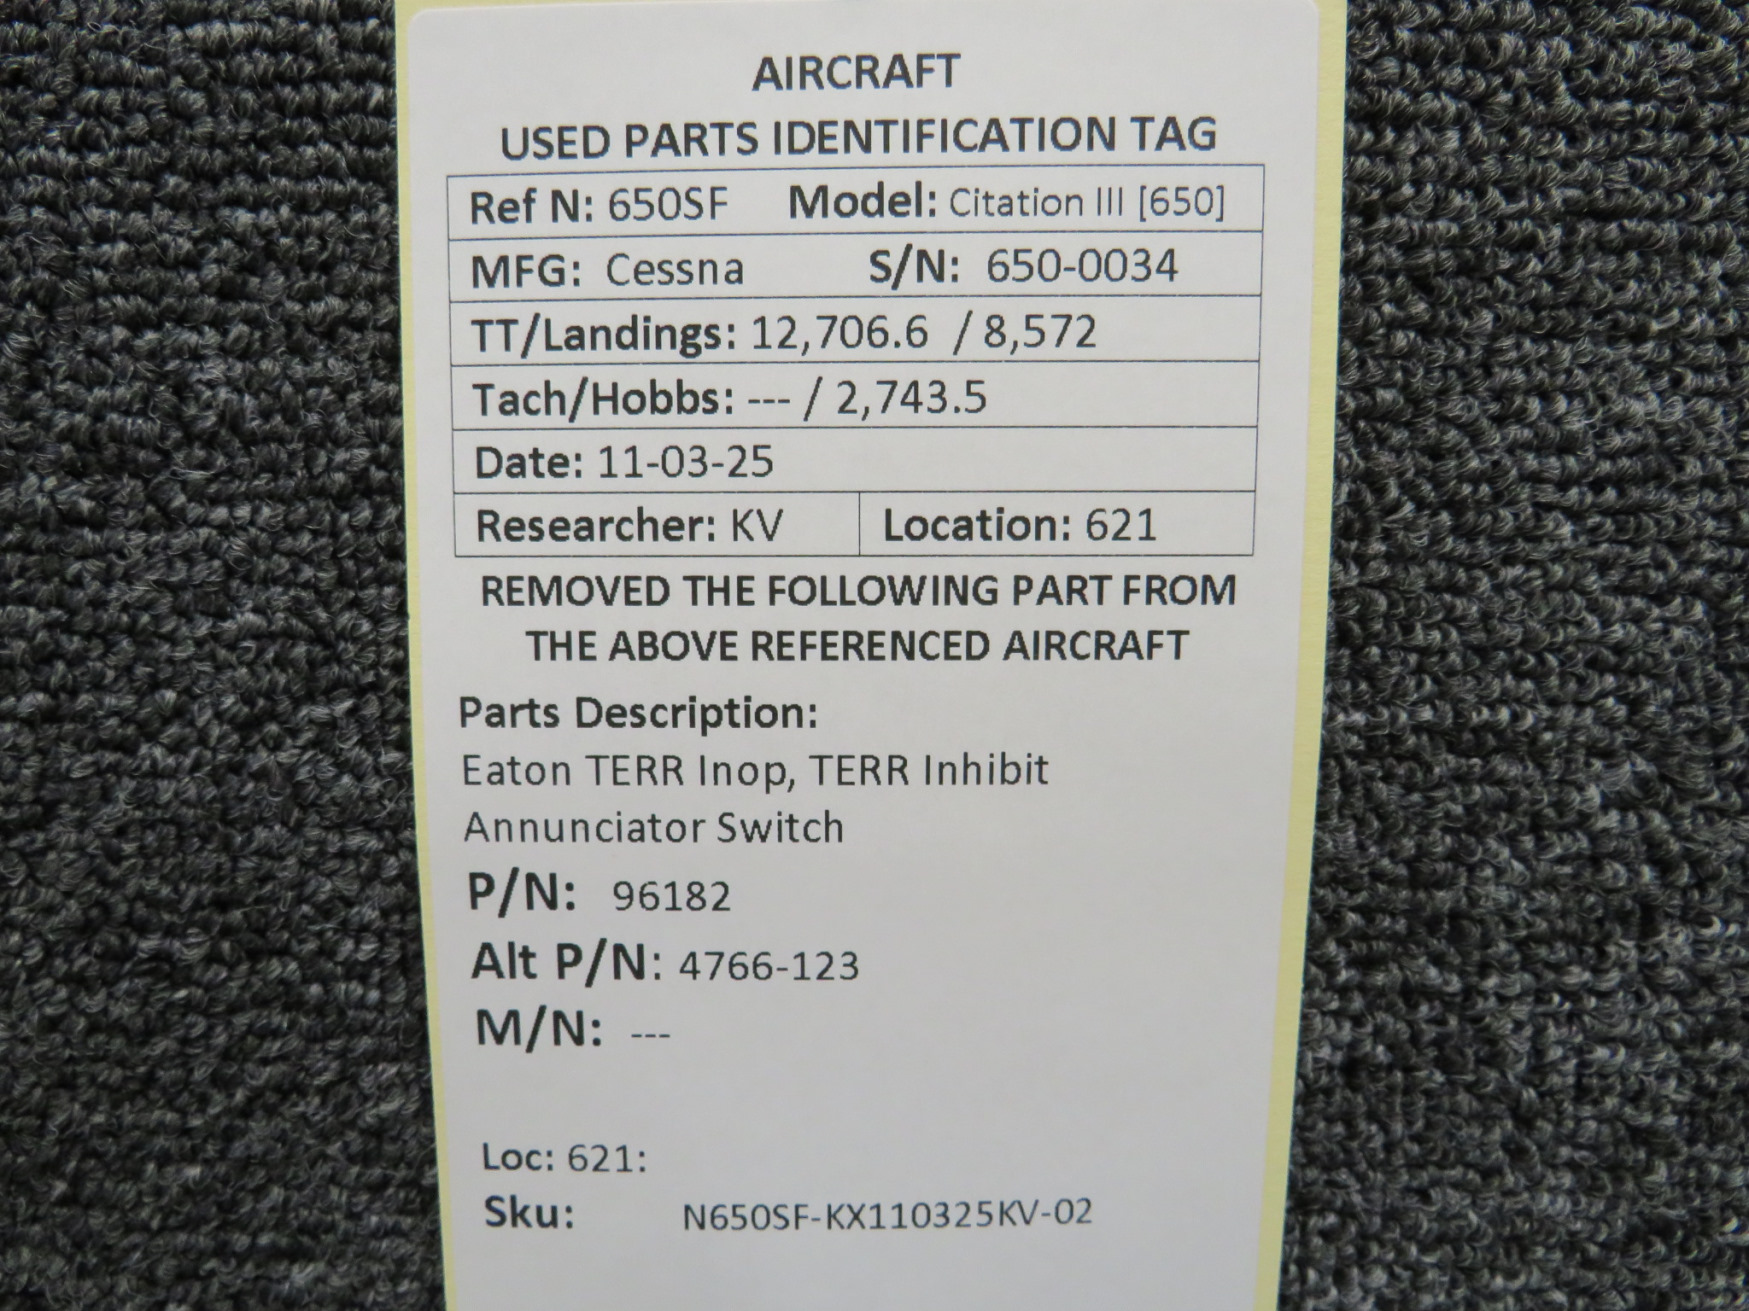 AIRCRAFT
USED PARTS IDENTIFICATION TAG
Ref N: 650SF Model: Citation III [650]
MFG: Cessna S/N: 650-0034
TT/Landings: 12,706.6 / 8,572
Tach/Hobbs: --- / 2,743.5
Date: 11-03-25
Researcher: KV Location: 621
REMOVED THE FOLLOWING PART FROM
THE ABOVE REFERENCED AIRCRAFT
Parts Description:
Eaton TERR Inop, TERR Inhibit
Annunciator Switch
P/N: 96182
Alt P/N: 4766-123
M/N: ---
Loc: 621:
Sku: N650SF-KX110325KV-02